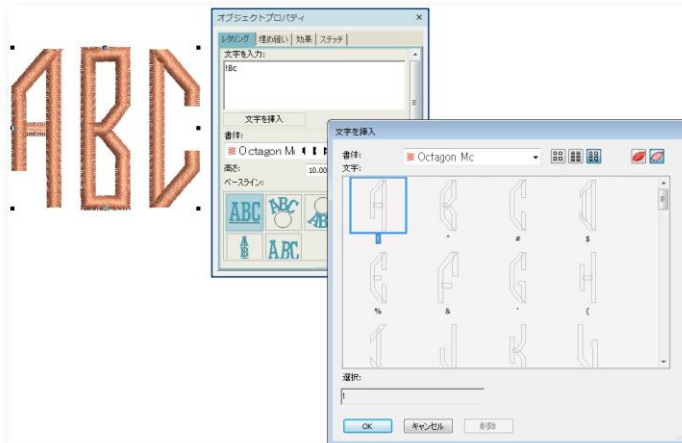 ABC
オブジェクトプロパティ
レタリング 埋め縫い 効果 ステッチ
文字を入力:
!Bc
文字を挿入
書体:
Octagon Mc
高さ:
10.00
ベースライン:
ABC ABC AB
AB ABC
文字を挿入
書体:
Octagon Mc
文字:
! " # $
% & ' (
選択:
!
OK キャンセル 削除